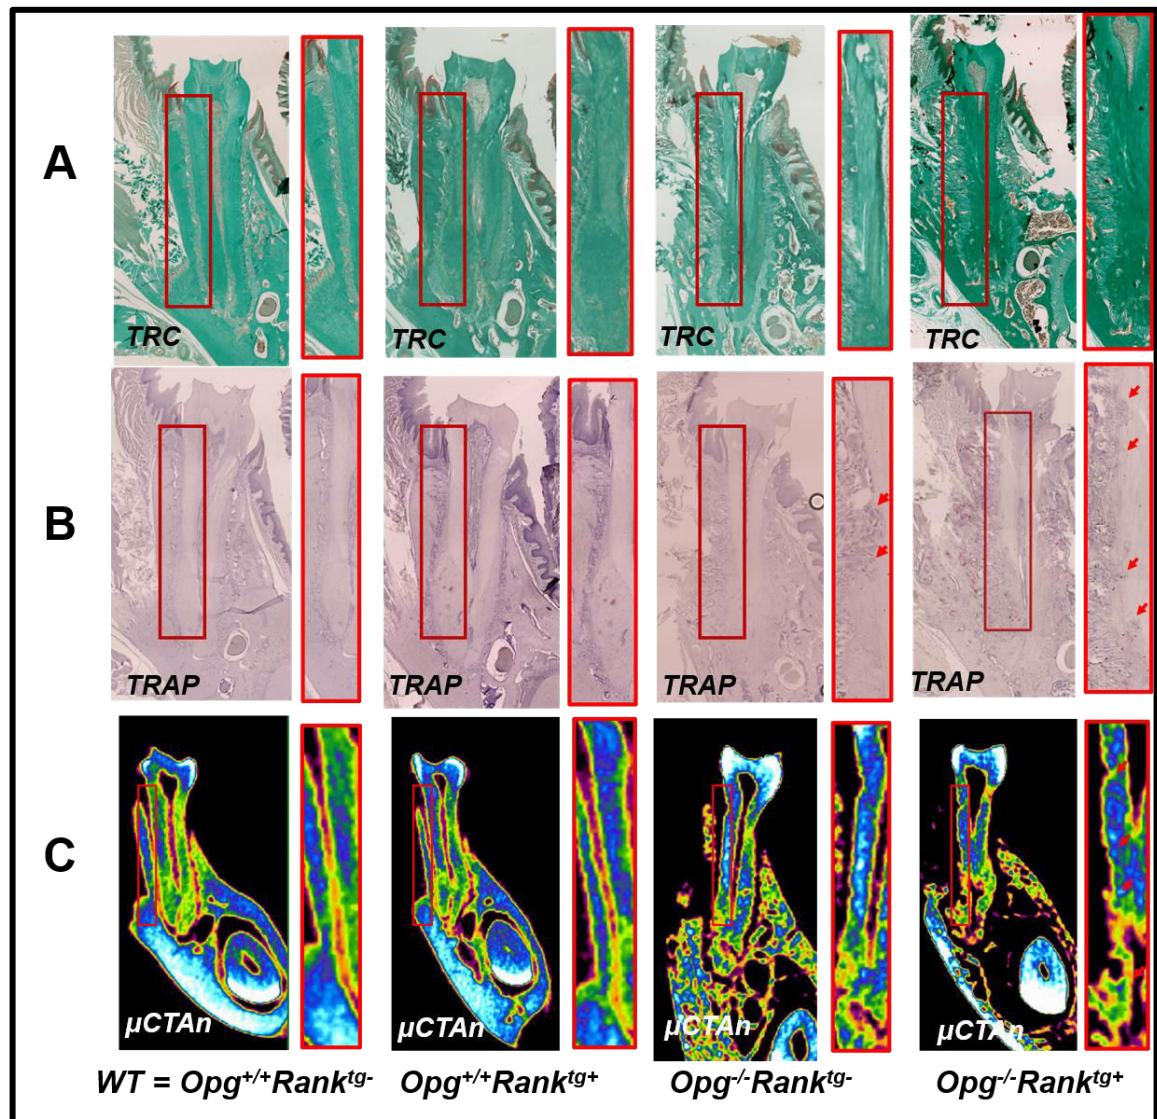 A
TRC TRC TRC TRC
B
TRAP TRAP TRAP TRAP
C
µCTAn µCTAn µCTAn µCTAn
WT = Opg+/+Ranktg- Opg+/+Ranktg+ Opg-/-Ranktg- Opg-/-Ranktg+